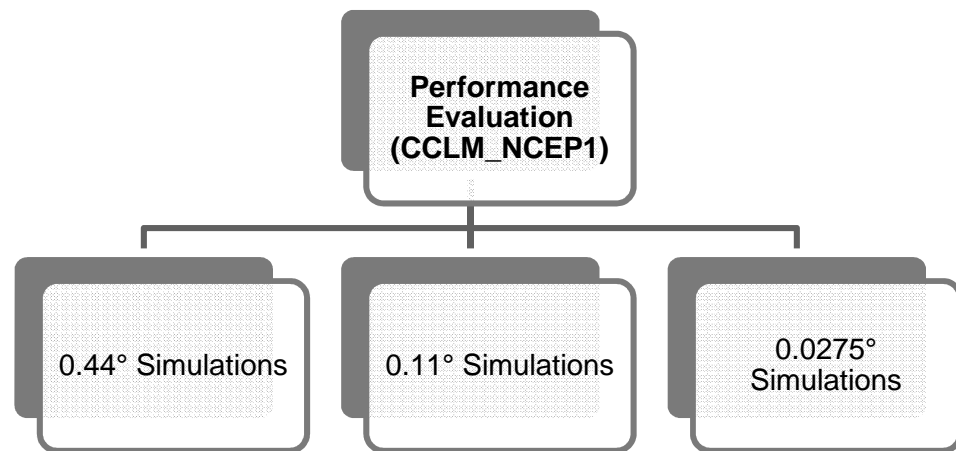 Performance
Evaluation
(CCLM_NCEP1)
0.44° Simulations
0.11° Simulations
0.0275°
Simulations